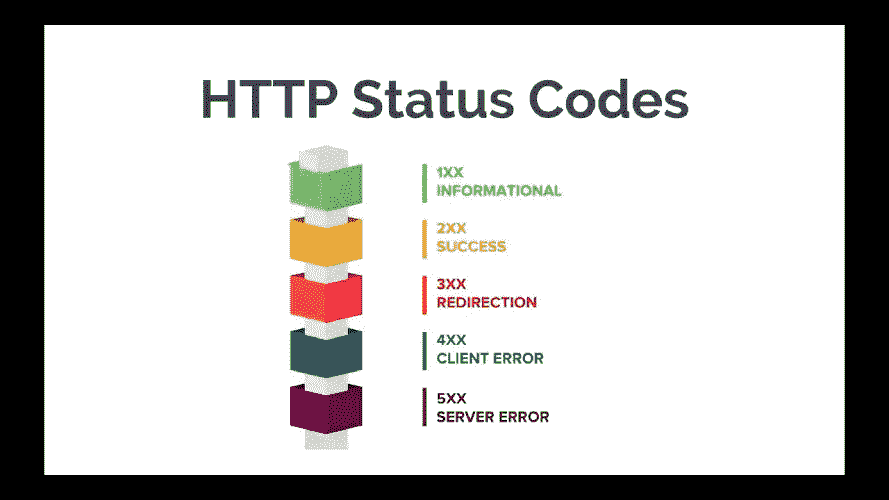 HTTP Status Codes
1XX
INFORMATIONAL
2XX
SUCCESS
3XX
REDIRECTION
4XX
CLIENT ERROR
5XX
SERVER ERROR